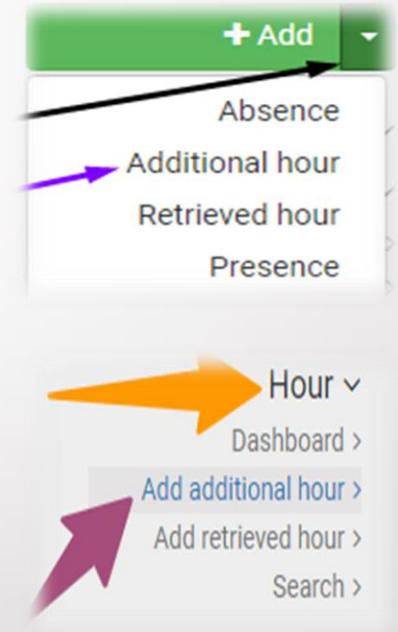 + Add
Absence
Additional hour
Retrieved hour
Presence
Hour
Dashboard >
Add additional hour >
Add retrieved hour >
Search >